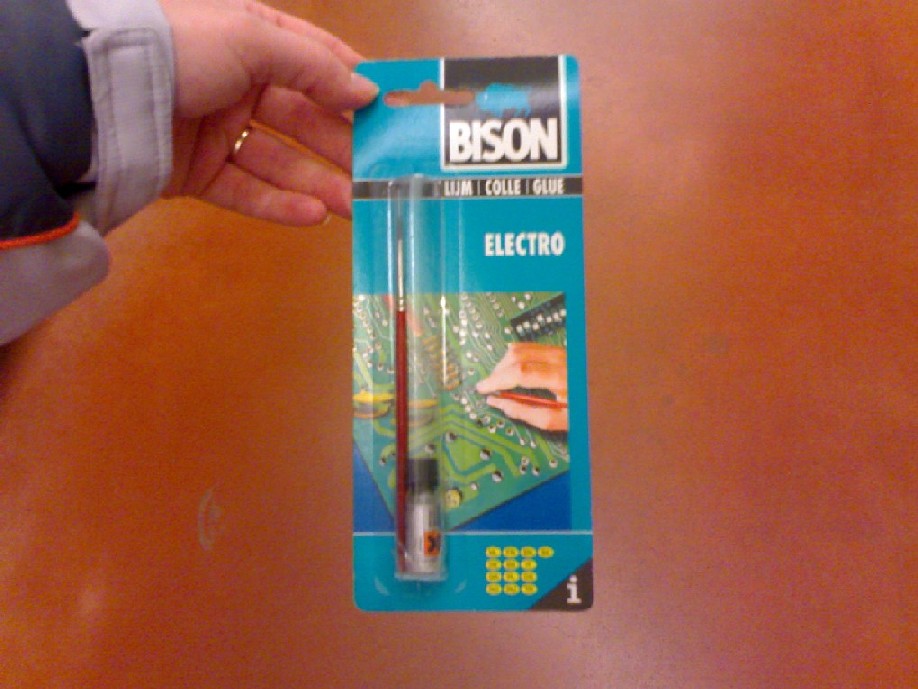 BISON
LIJM | COLLE | GLUE
ELECTRO
i